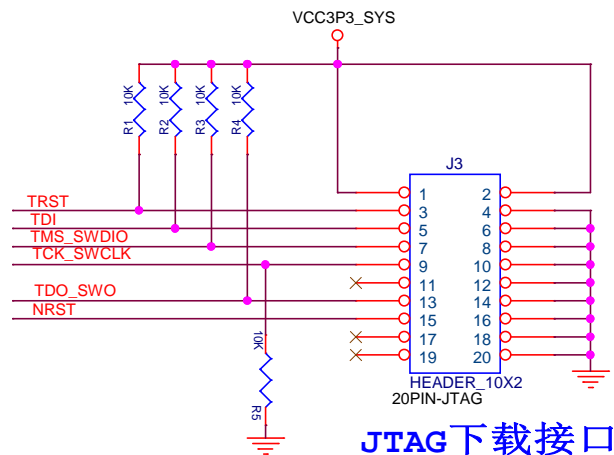 VCC3P3_SYS
10K 10K 10K 10K
R1 R2 R3 R4
J3
TRST
TDI
TMS_SWDIO
TCK_SWCLK
TDO_SWO
NRST
1 2
3 4
5 6
7 8
9 10
11 12
13 14
15 16
17 18
19 20
10K
R5
HEADER_10X2
20PIN-JTAG
JTAG下载接口